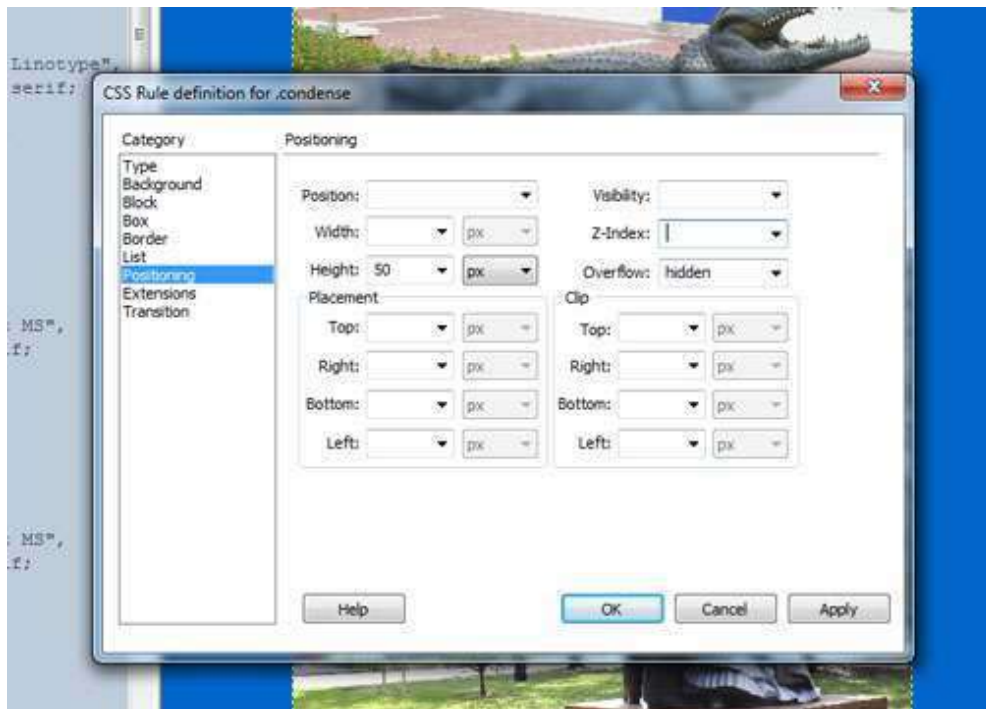 Linotype",
serif;
CSS Rule definition for .condense
Category
Type
Background
Block
Box
Border
List
Positioning
Extensions
Transition
Positioning
Position:
Visibility:
Width: px
Z-Index:
Height: 50 px
Overflow: hidden
Placement
Top: px
Right: px
Bottom: px
Left: px
Clip
Top: px
Right: px
Bottom: px
Left: px
MS",
f;
MS",
f;
Help
OK
Cancel
Apply